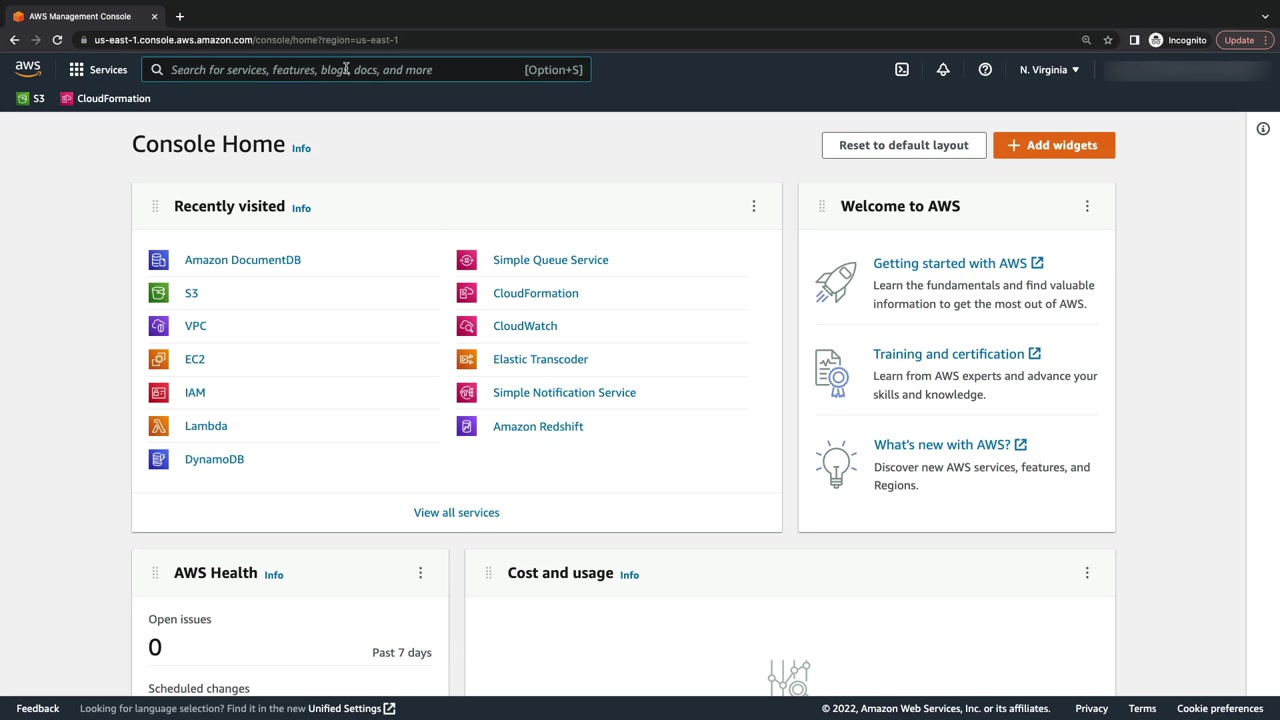 AWS Management Console
us-east-1.console.aws.amazon.com/console/home?region=us-east-1
Incognito
Update
aws
Services
Search for services, features, blogs, docs, and more
[Option+S]
N. Virginia
S3
CloudFormation
Console Home Info
Reset to default layout
Add widgets
Recently visited Info
Amazon DocumentDB
S3
VPC
EC2
IAM
Lambda
DynamoDB
Simple Queue Service
CloudFormation
CloudWatch
Elastic Transcoder
Simple Notification Service
Amazon Redshift
View all services
Welcome to AWS
Getting started with AWS
Learn the fundamentals and find valuable
information to get the most out of AWS.
Training and certification
Learn from AWS experts and advance your
skills and knowledge.
What's new with AWS?
Discover new AWS services, features, and
Regions.
AWS Health Info
Open issues
0
Past 7 days
Scheduled changes
Cost and usage Info
Feedback
Looking for language selection? Find it in the new Unified Settings
© 2022, Amazon Web Services, Inc. or its affiliates.
Privacy
Terms
Cookie preferences